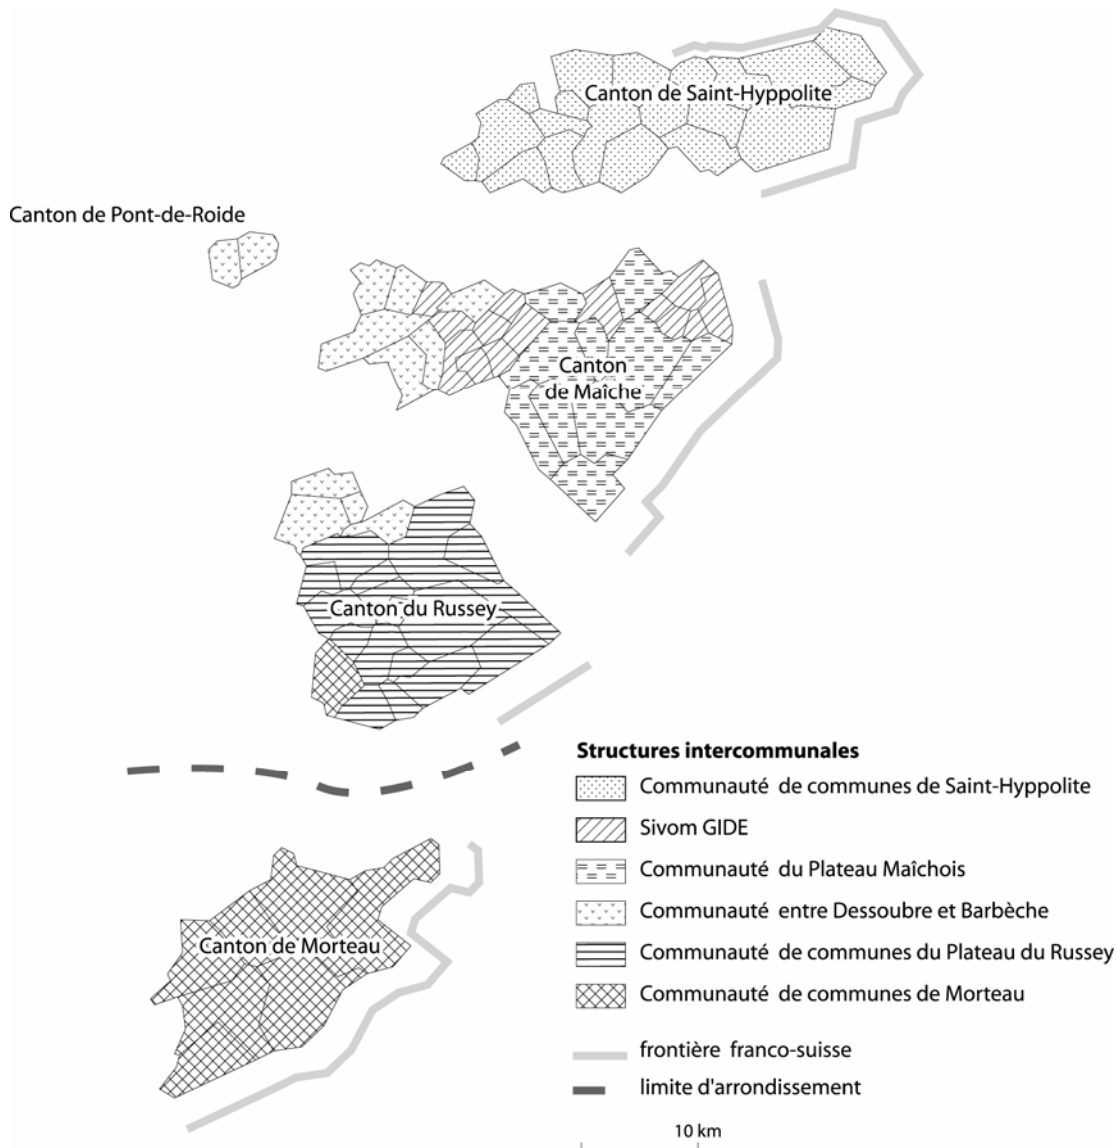 Canton de Saint-Hyppolite
Canton de Pont-de-Roide
Canton
de Maîche
Canton du Russey
Canton de Morteau
Structures intercommunales
Communauté de communes de Saint-Hyppolite
Sivom GIDE
Communauté du Plateau Maîchois
Communauté entre Dessoubre et Barbèche
Communauté de communes du Plateau du Russey
Communauté de communes de Morteau
frontière franco-suisse
limite d'arrondissement
10 km